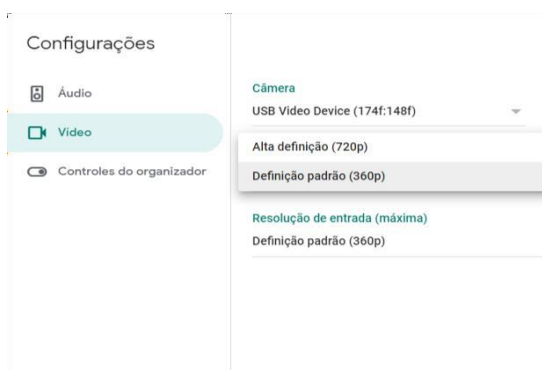 Configurações
Áudio
Vídeo
Controles do organizador
Câmera
USB Video Device (174f:148f)
Alta definição (720p)
Definição padrão (360p)
Resolução de entrada (máxima)
Definição padrão (360p)